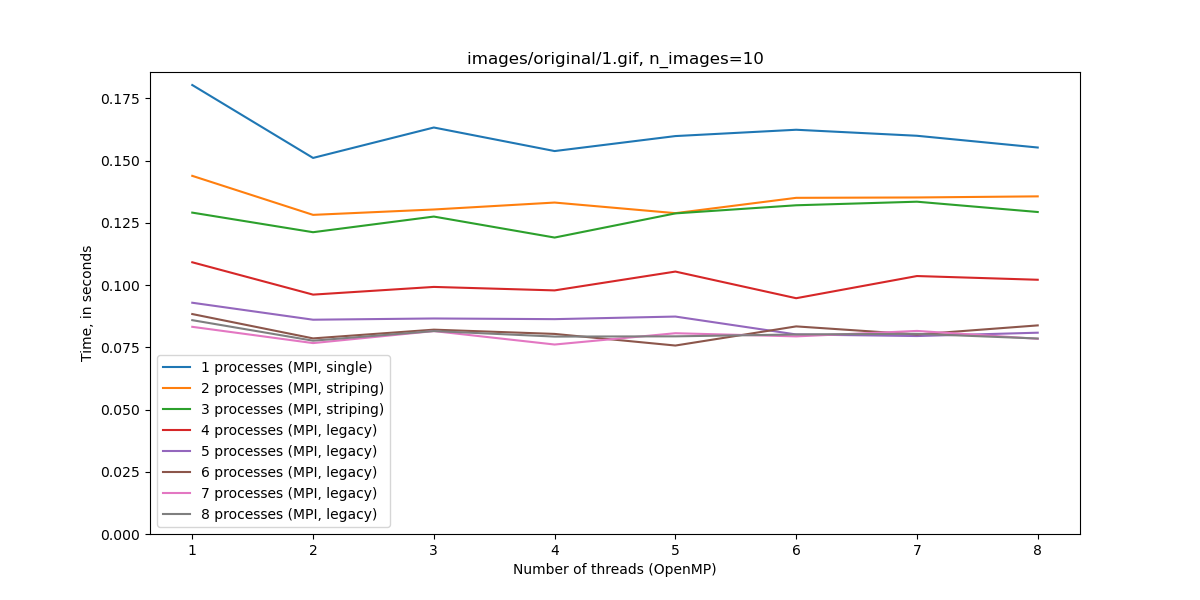 images/original/1.gif, n_images=10
Time, in seconds
0.175
0.150
0.125
0.100
0.075
0.050
0.025
0.000
1 processes (MPI, single)
2 processes (MPI, striping)
3 processes (MPI, striping)
4 processes (MPI, legacy)
5 processes (MPI, legacy)
6 processes (MPI, legacy)
7 processes (MPI, legacy)
8 processes (MPI, legacy)
1 2 3 4 5 6 7 8
Number of threads (OpenMP)